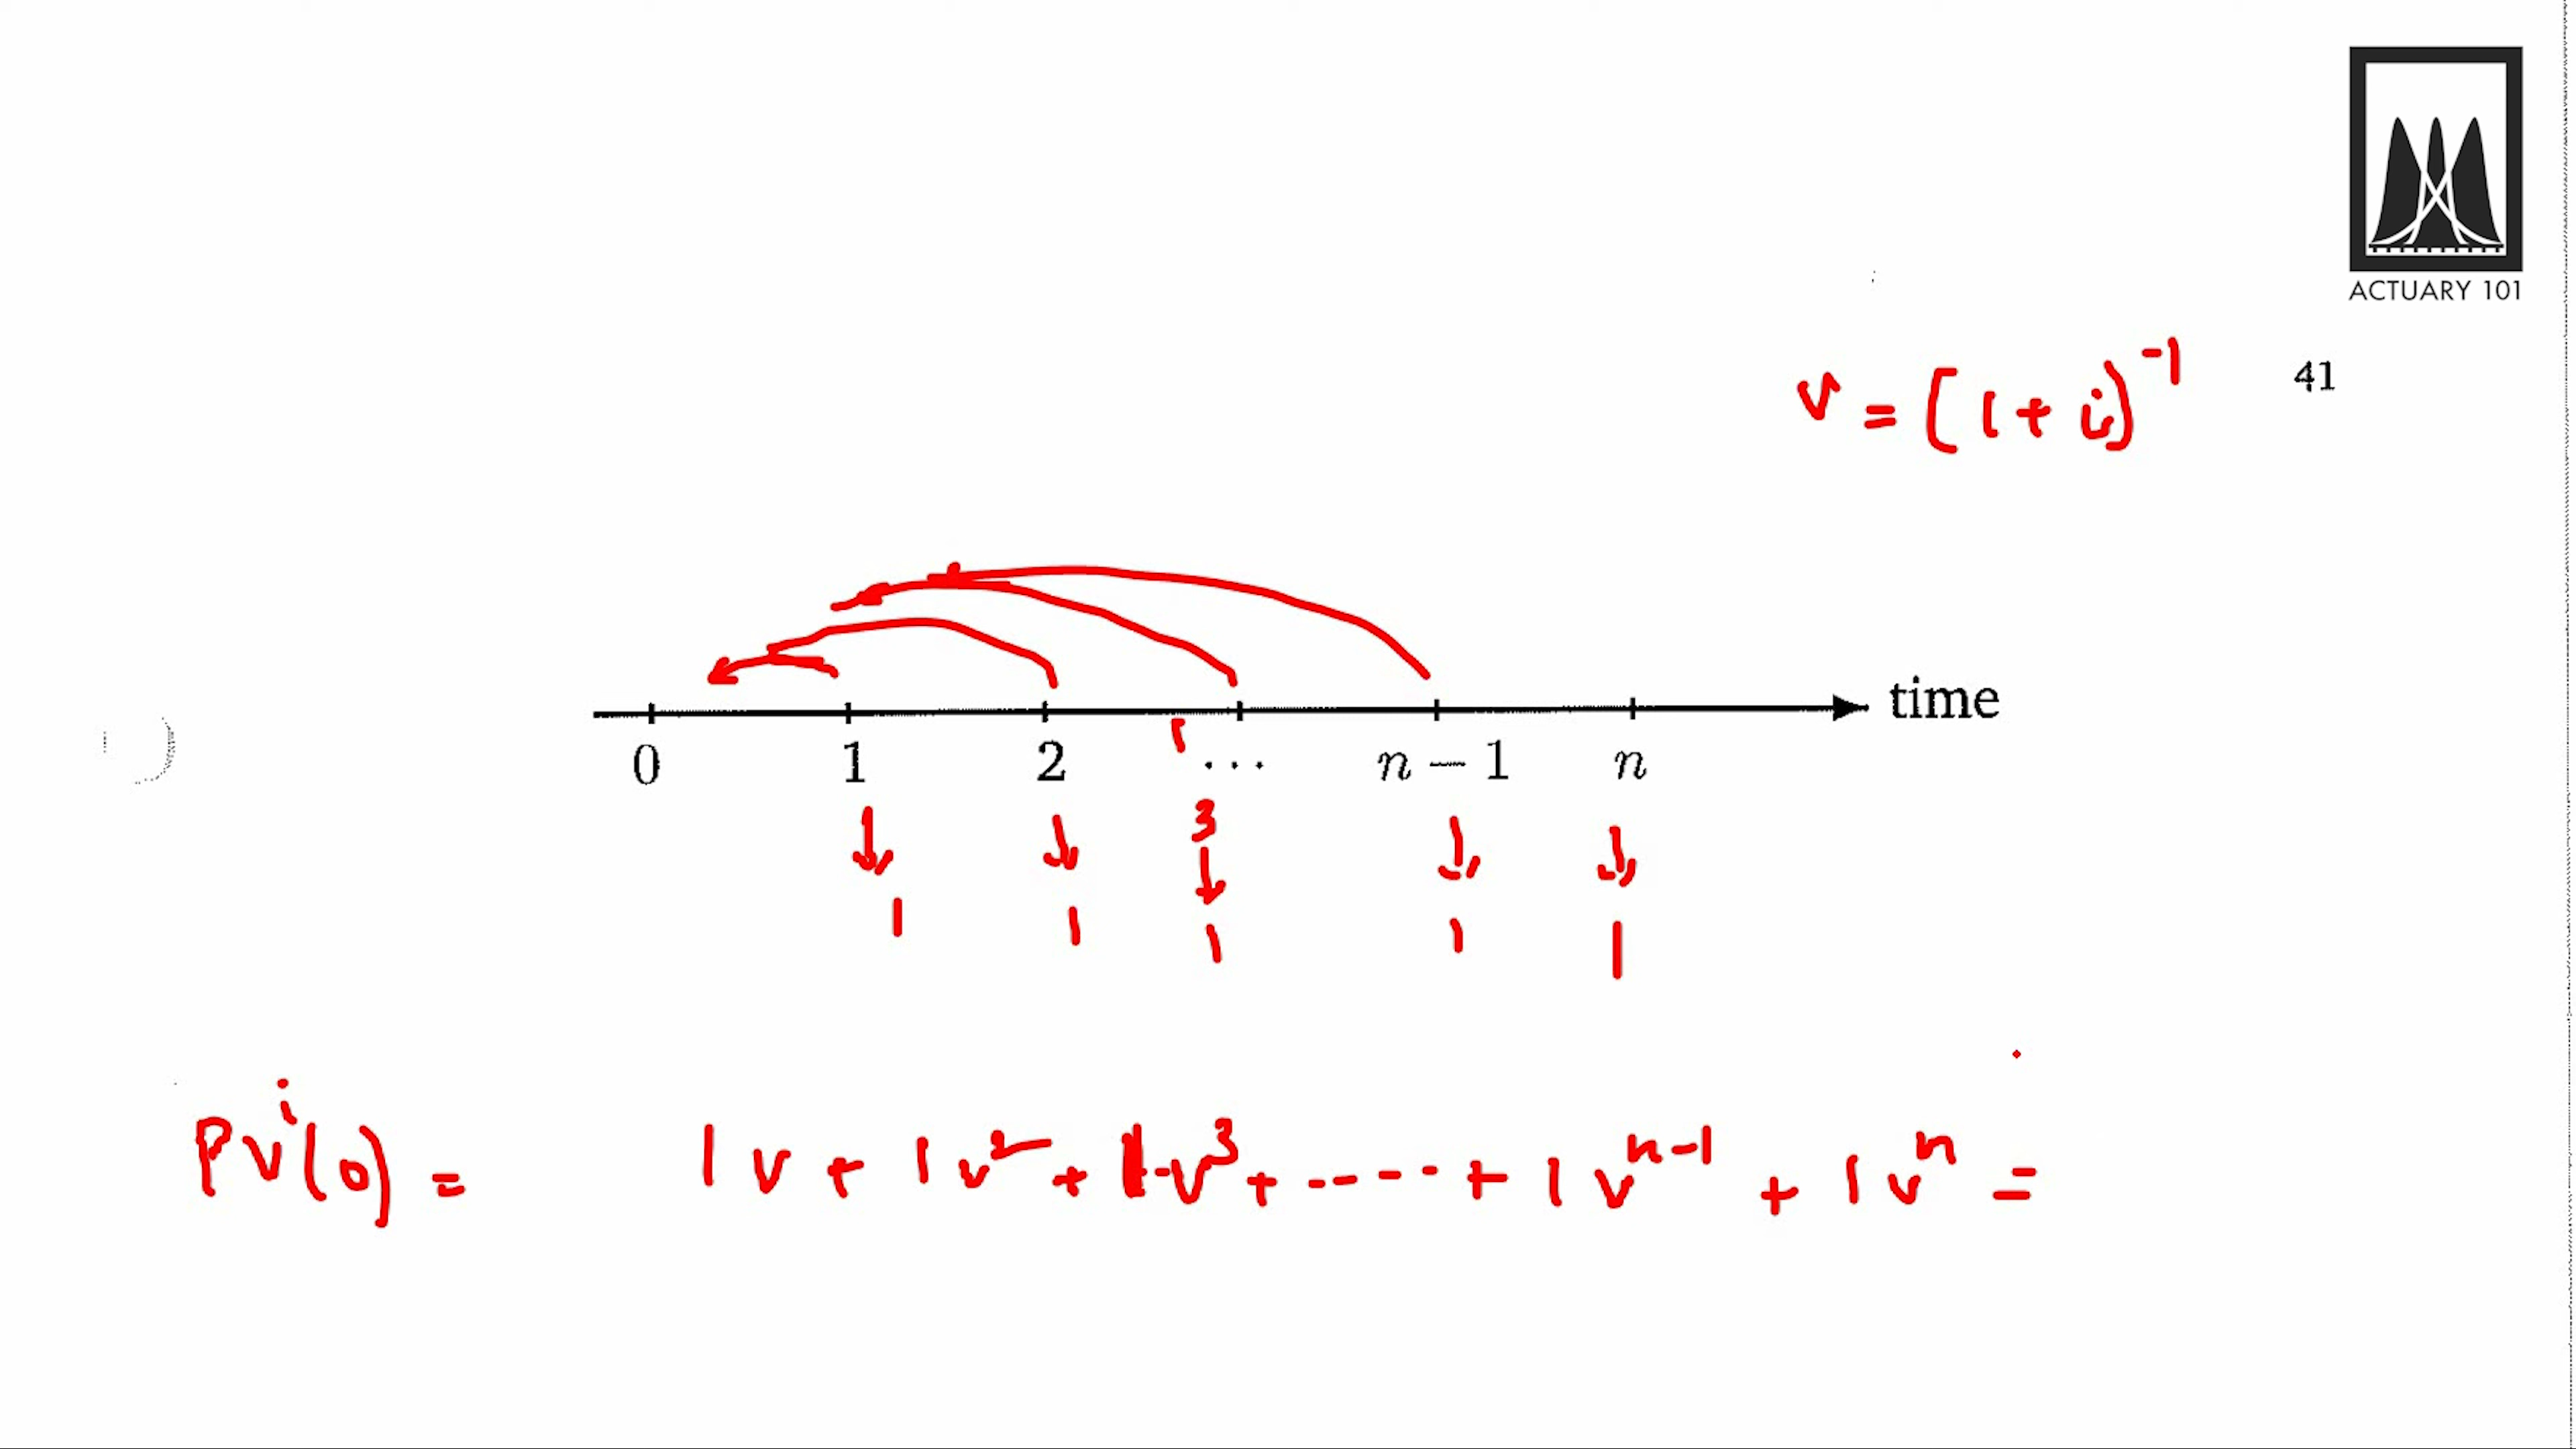 ACTUARY 101
v = (1 + i)^-1
41
time
0 1 2 ... n − 1 n
3
1 1 1 1 1
PV^i(0) = 1v + 1v^2 + 1v^3 + ----- + 1v^n-1 + 1v^n =